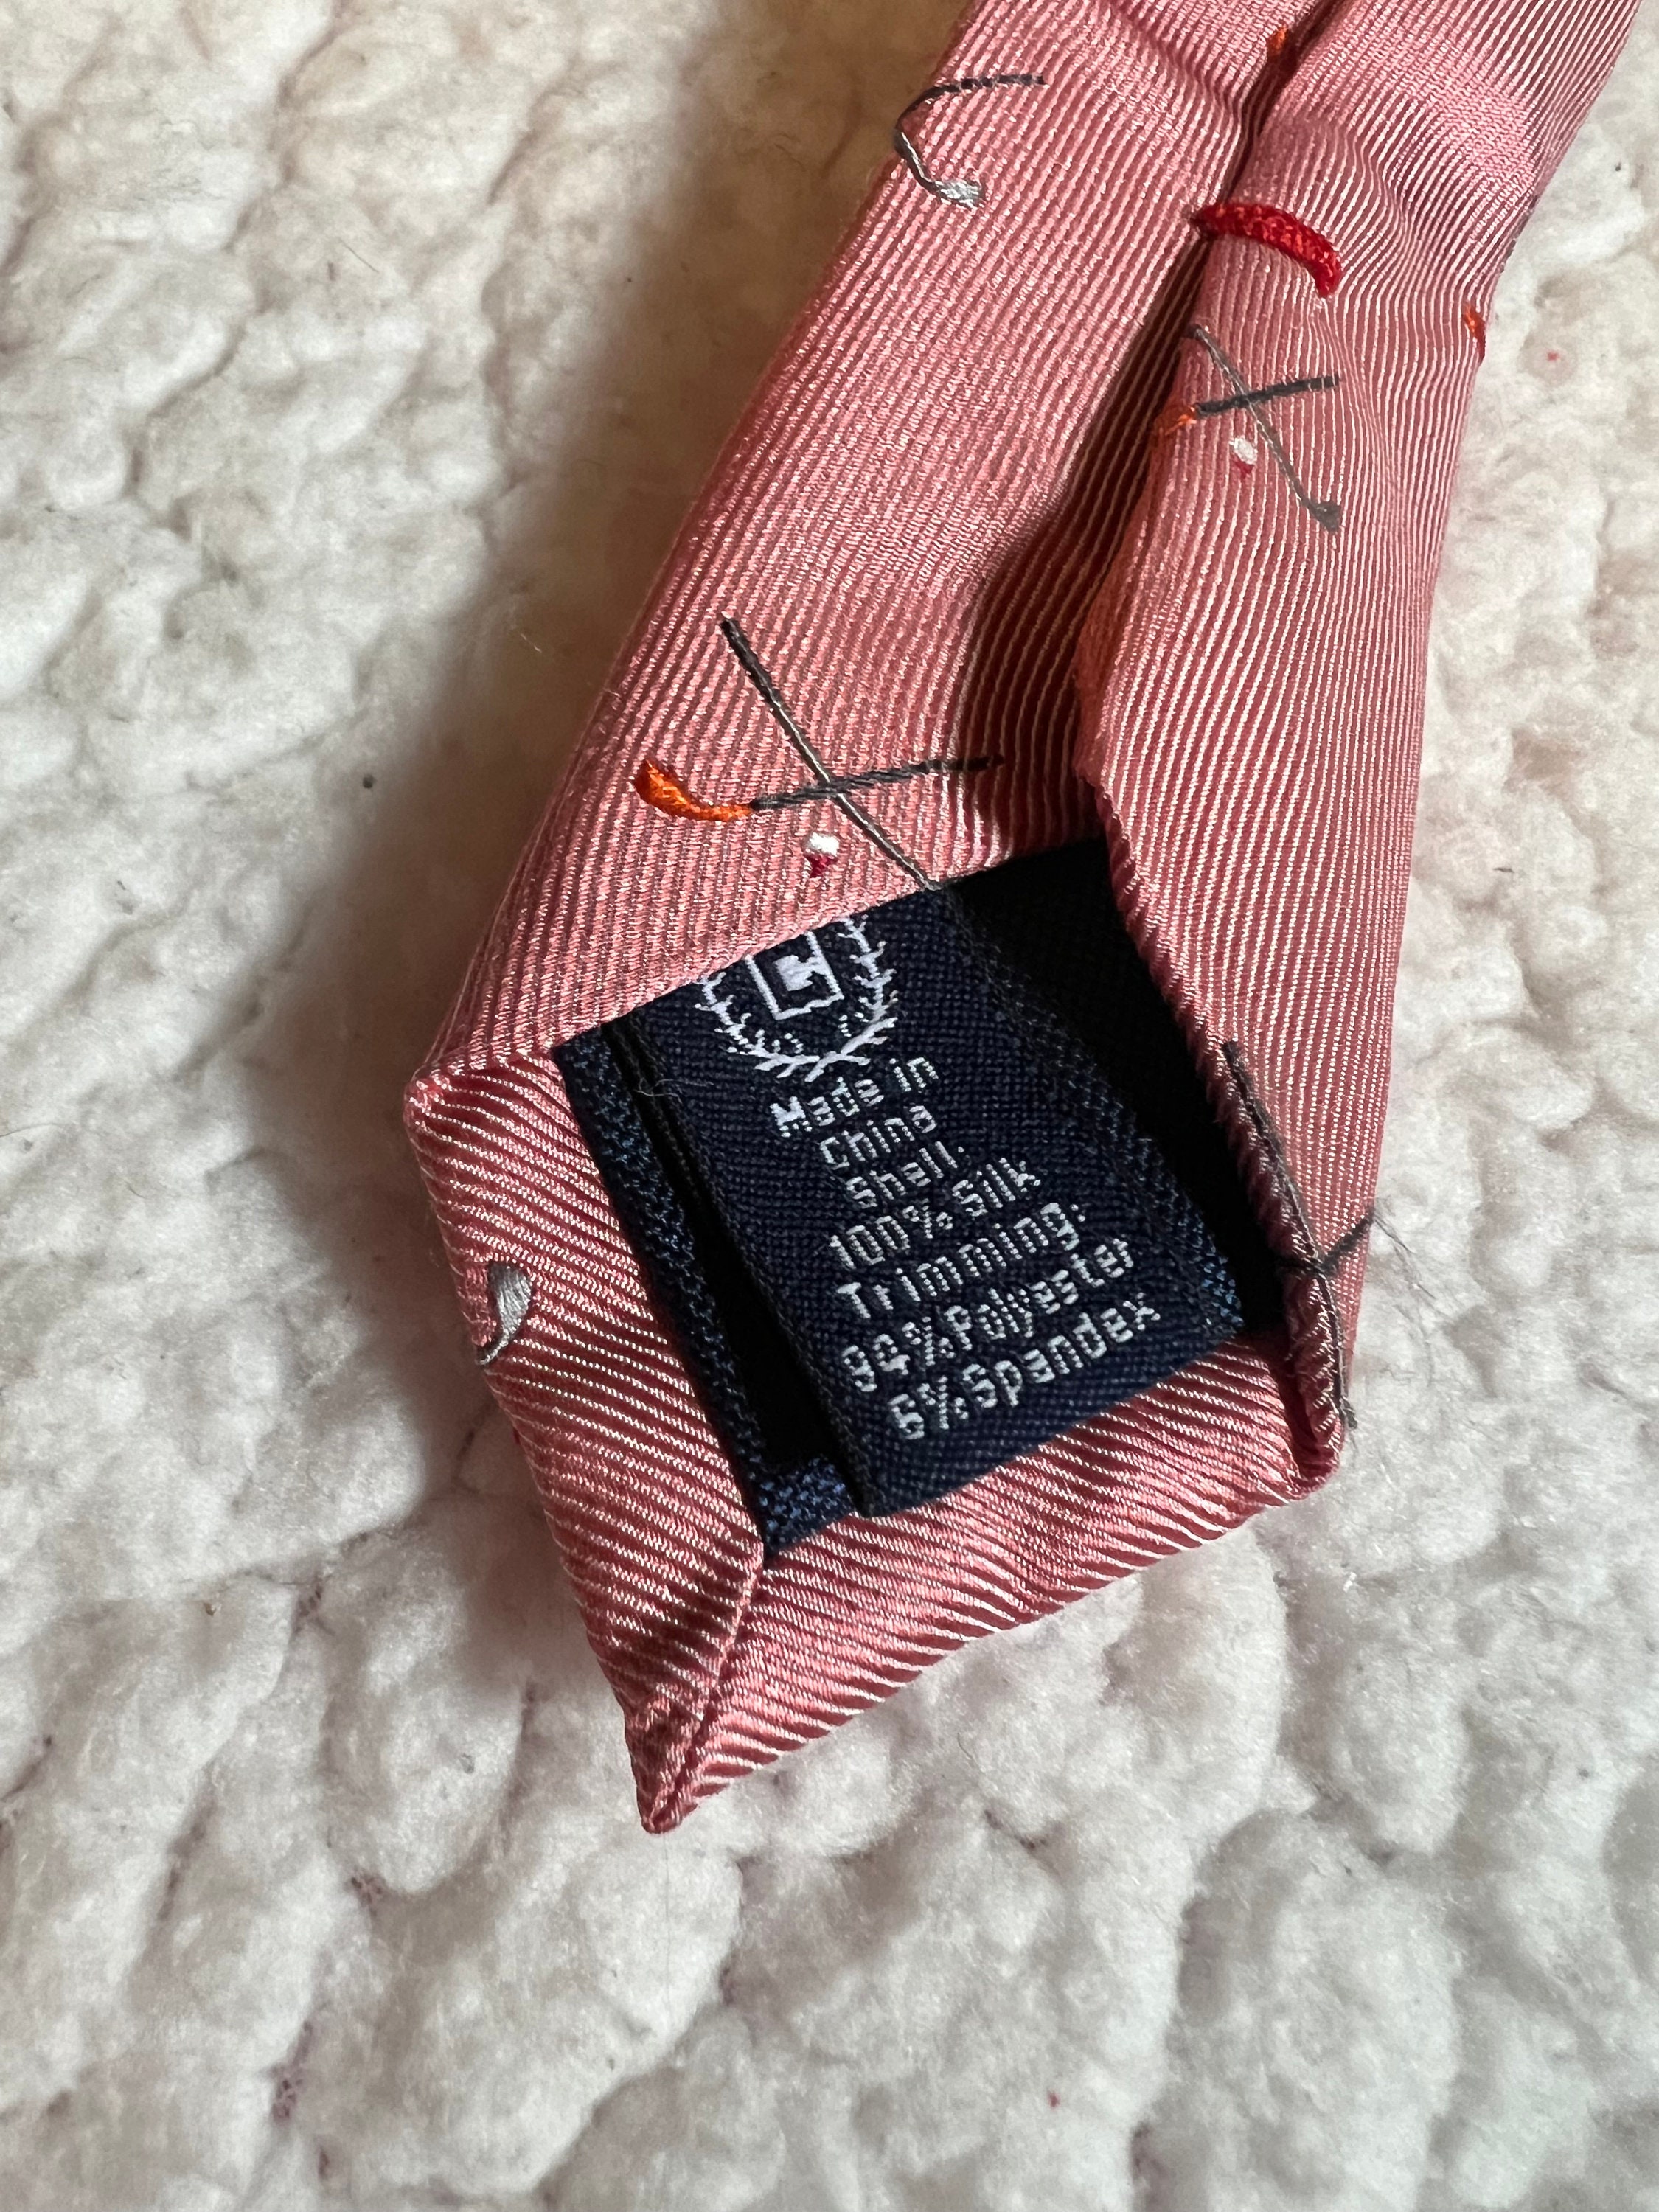 C
Made in
China
Shell.
100%Silk
Trimming.
94%Polyester
6%Spandex